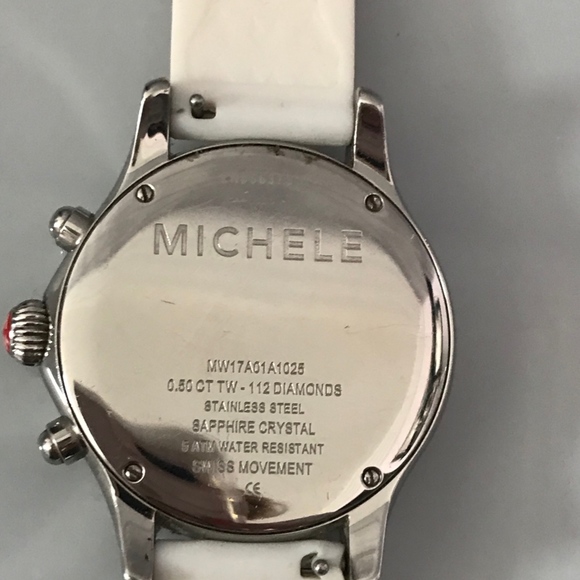 MICHELE
MW17A01A1025
0.50 CT TW - 112 DIAMONDS
STAINLESS STEEL
SAPPHIRE CRYSTAL
5 ATM WATER RESISTANT
SWISS MOVEMENT
CE